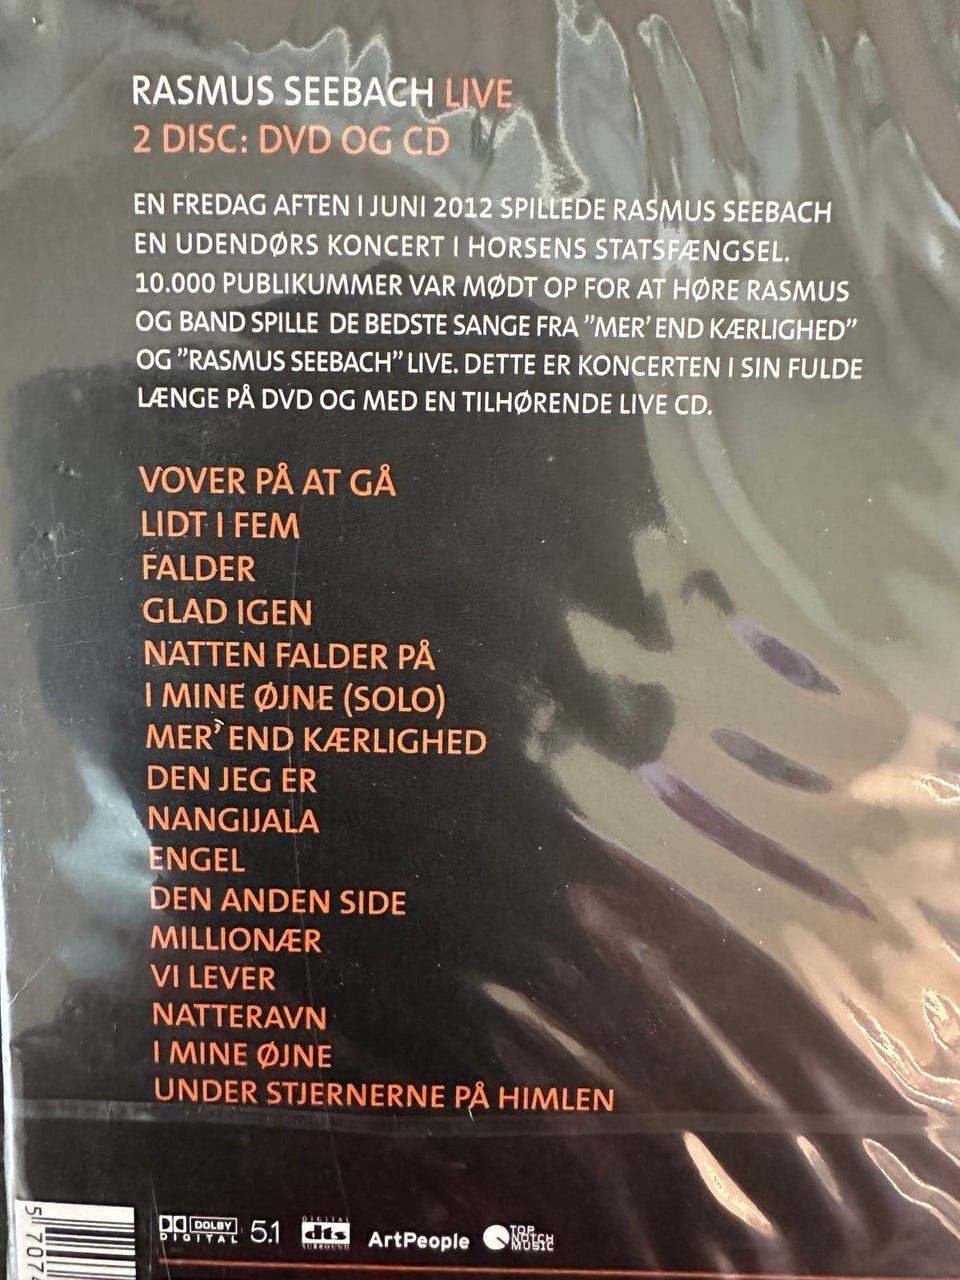 RASMUS SEEBACH LIVE
2 DISC: DVD OG CD
EN FREDAG AFTEN I JUNI 2012 SPILLEDE RASMUS SEEBACH
EN UDENDØRS KONCERT I HORSENS STATSFÆNGSEL.
10.000 PUBLIKUMMER VAR MØDT OP FOR AT HØRE RASMUS
OG BAND SPILLE DE BEDSTE SANGE FRA ”MER’ END KÆRLIGHED”
OG ”RASMUS SEEBACH” LIVE. DETTE ER KONCERTEN I SIN FULDE
LÆNGE PÅ DVD OG MED EN TILHØRENDE LIVE CD.
VOVER PÅ AT GÅ
LIDT I FEM
FALDER
GLAD IGEN
NATTEN FALDER PÅ
I MINE ØJNE (SOLO)
MER’ END KÆRLIGHED
DEN JEG ER
NANGIJALA
ENGEL
DEN ANDEN SIDE
MILLIONÆR
VI LEVER
NATTERAVN
I MINE ØJNE
UNDER STJERNERNE PÅ HIMLEN
DOLBY DIGITAL 5.1
DIGITAL dts SURROUND
ArtPeople
TOP NOTCH MUSIC
5 707